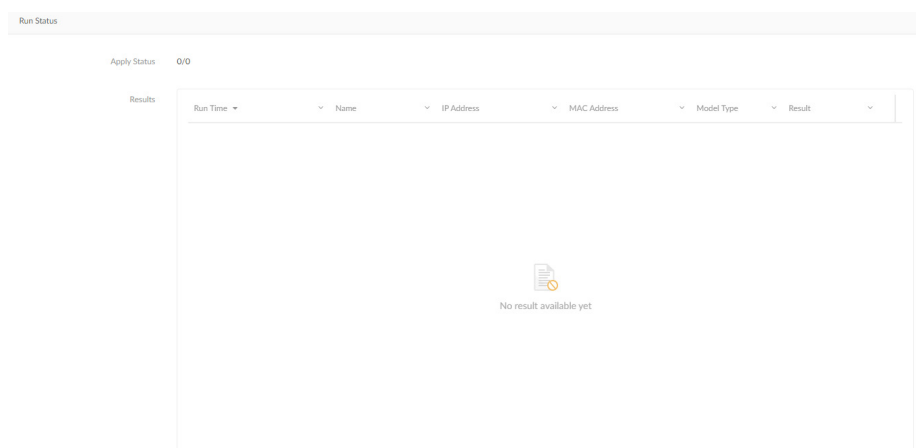 Run Status
Apply Status 0/0
Results
Run Time Name IP Address MAC Address Model Type Result
No result available yet